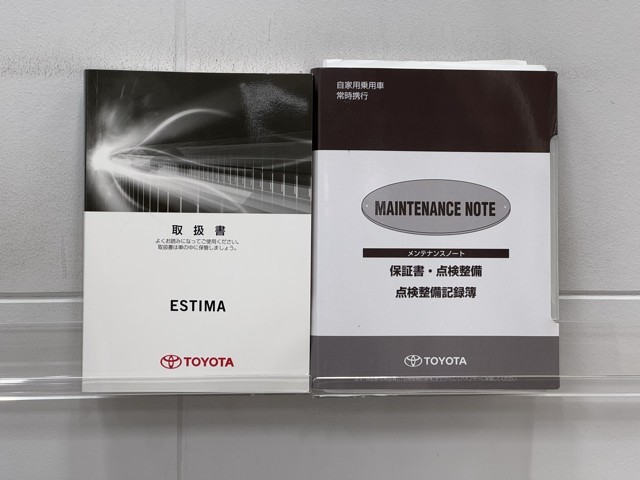 取扱書
よくお読みになってご使用ください。
取扱書は車の中に保管しましょう。
ESTIMA
TOYOTA
自家用乗用車
常時携行
MAINTENANCE NOTE
メンテナンスノート
保証書・点検整備
点検整備記録簿
TOYOTA